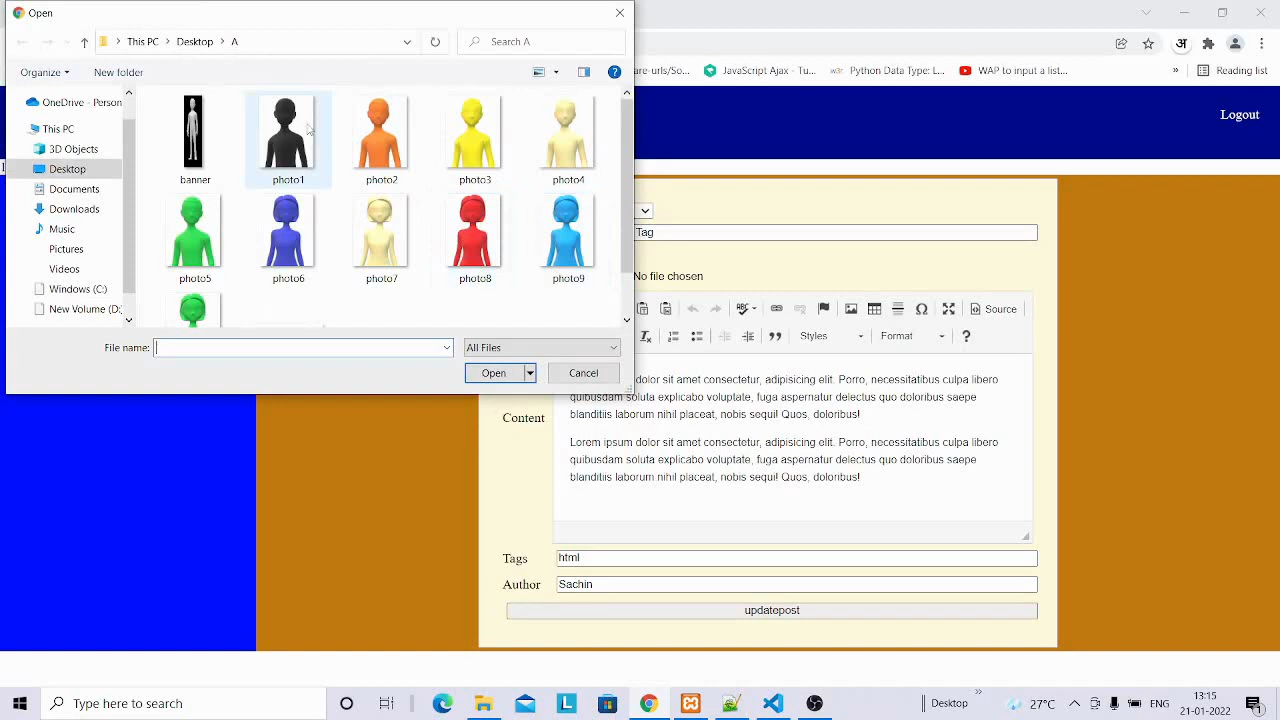 Open
This PC
Desktop
A
Search A
Organize
New folder
are-urls/So...
JavaScript Ajax - Tu...
w3r
Python Data Type: L...
WAP to input a list...
»
Reading list
OneDrive - Person
This PC
3D Objects
Desktop
Documents
Downloads
Music
Pictures
Videos
Windows (C:)
New Volume (D:
banner
photo1
photo2
photo3
photo4
photo5
photo6
photo7
photo8
photo9
File name:
All Files
Open
Cancel
अ
Logout
Tag
No file chosen
Source
Styles
Format
?
Content
dolor sit amet consectetur, adipisicing elit. Porro, necessitatibus culpa libero
quibusdam soluta explicabo voluptate, fuga aspernatur delectus quo doloribus saepe
blanditiis laborum nihil placeat, nobis sequi! Quos, doloribus!
Lorem ipsum dolor sit amet consectetur, adipisicing elit. Porro, necessitatibus culpa libero
quibusdam soluta explicabo voluptate, fuga aspernatur delectus quo doloribus saepe
blanditiis laborum nihil placeat, nobis sequi! Quos, doloribus!
Tags
html
Author
Sachin
updatepost
Type here to search
L
Desktop
»
27°C
ENG
13:15
21-01-2022
1